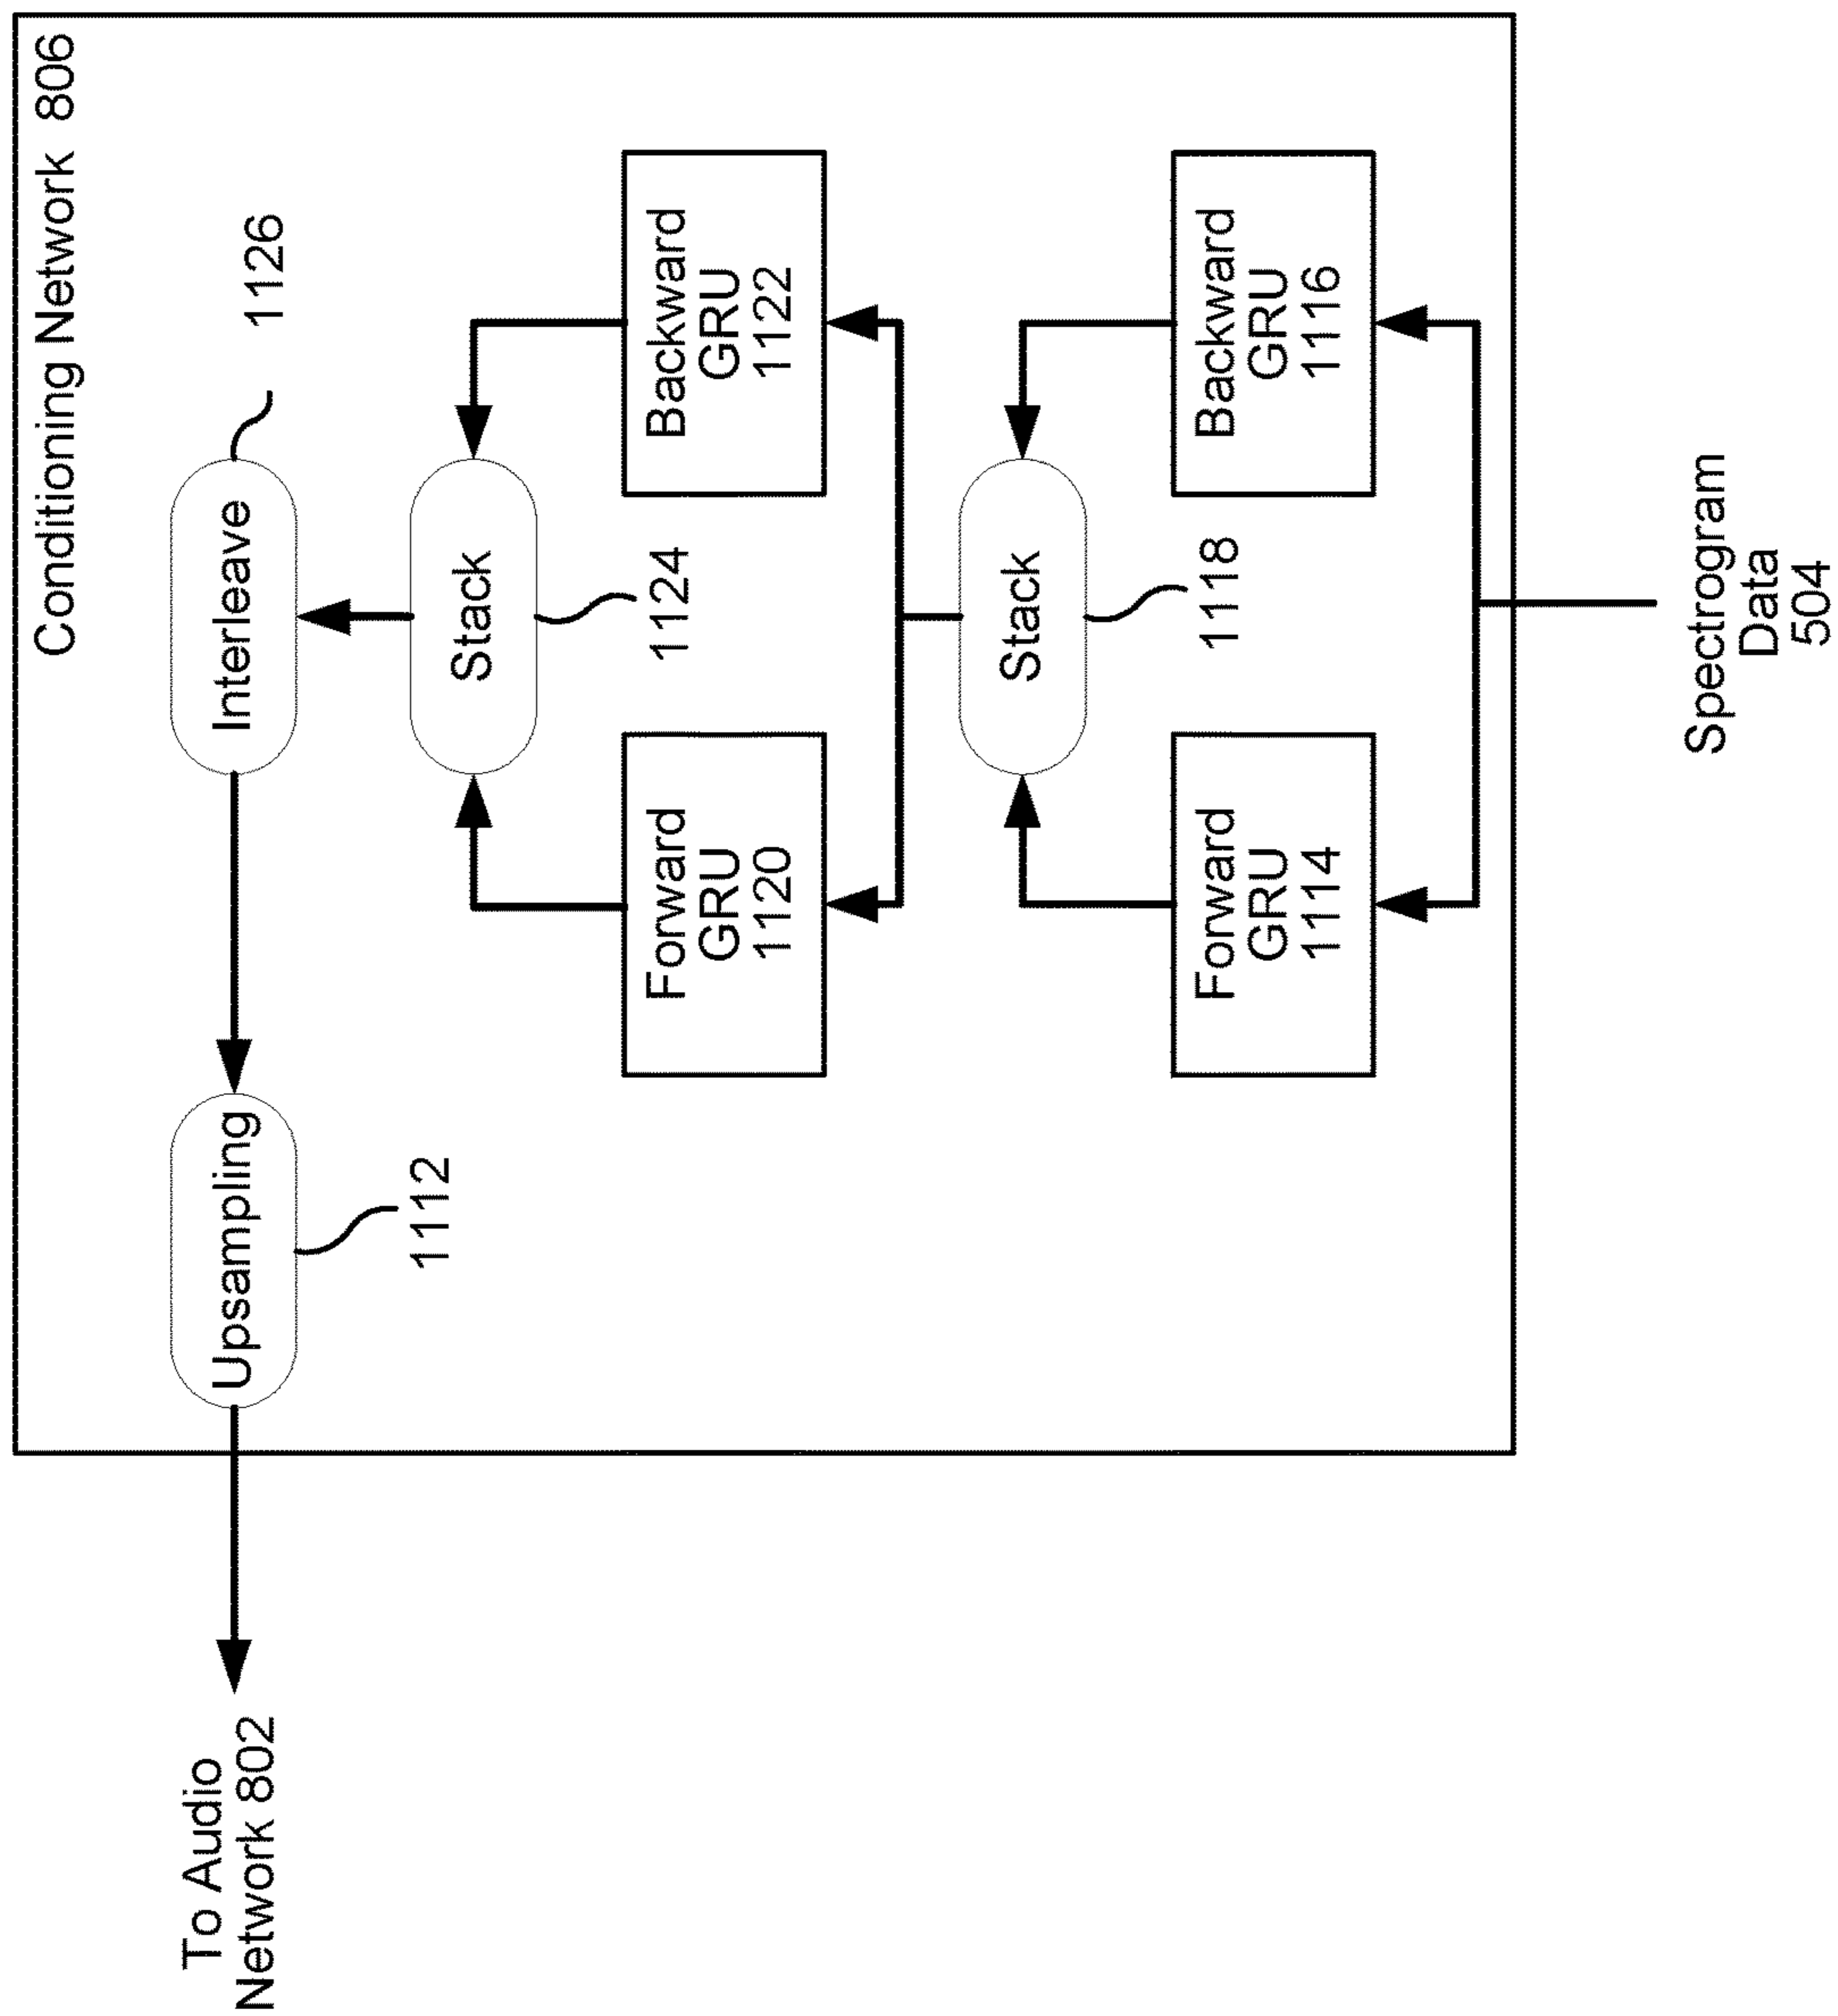 Conditioning Network 806
To Audio
Network 802
Upsampling
1112
Interleave
1126
Stack
1124
Forward
GRU
1120
Backward
GRU
1122
Stack
1118
Forward
GRU
1114
Backward
GRU
1116
Spectrogram
Data
504